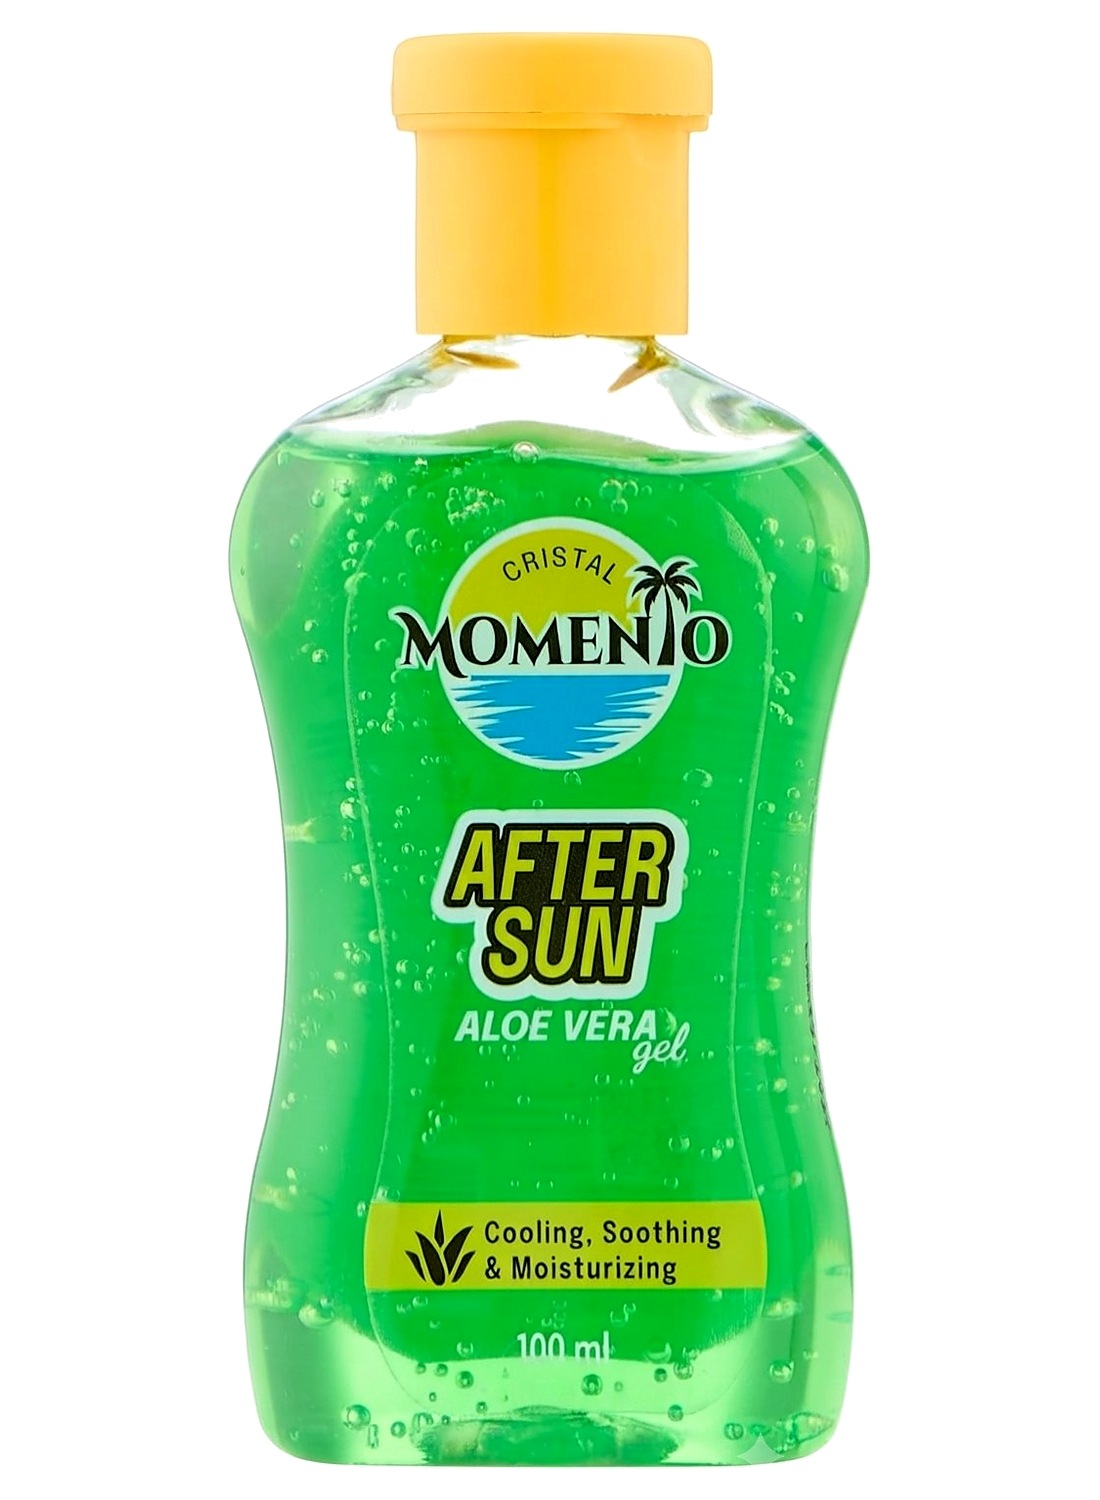 CRISTAL
MOMENTO
AFTER
SUN
ALOE VERA
gel
Cooling, Soothing
& Moisturizing
100 ml